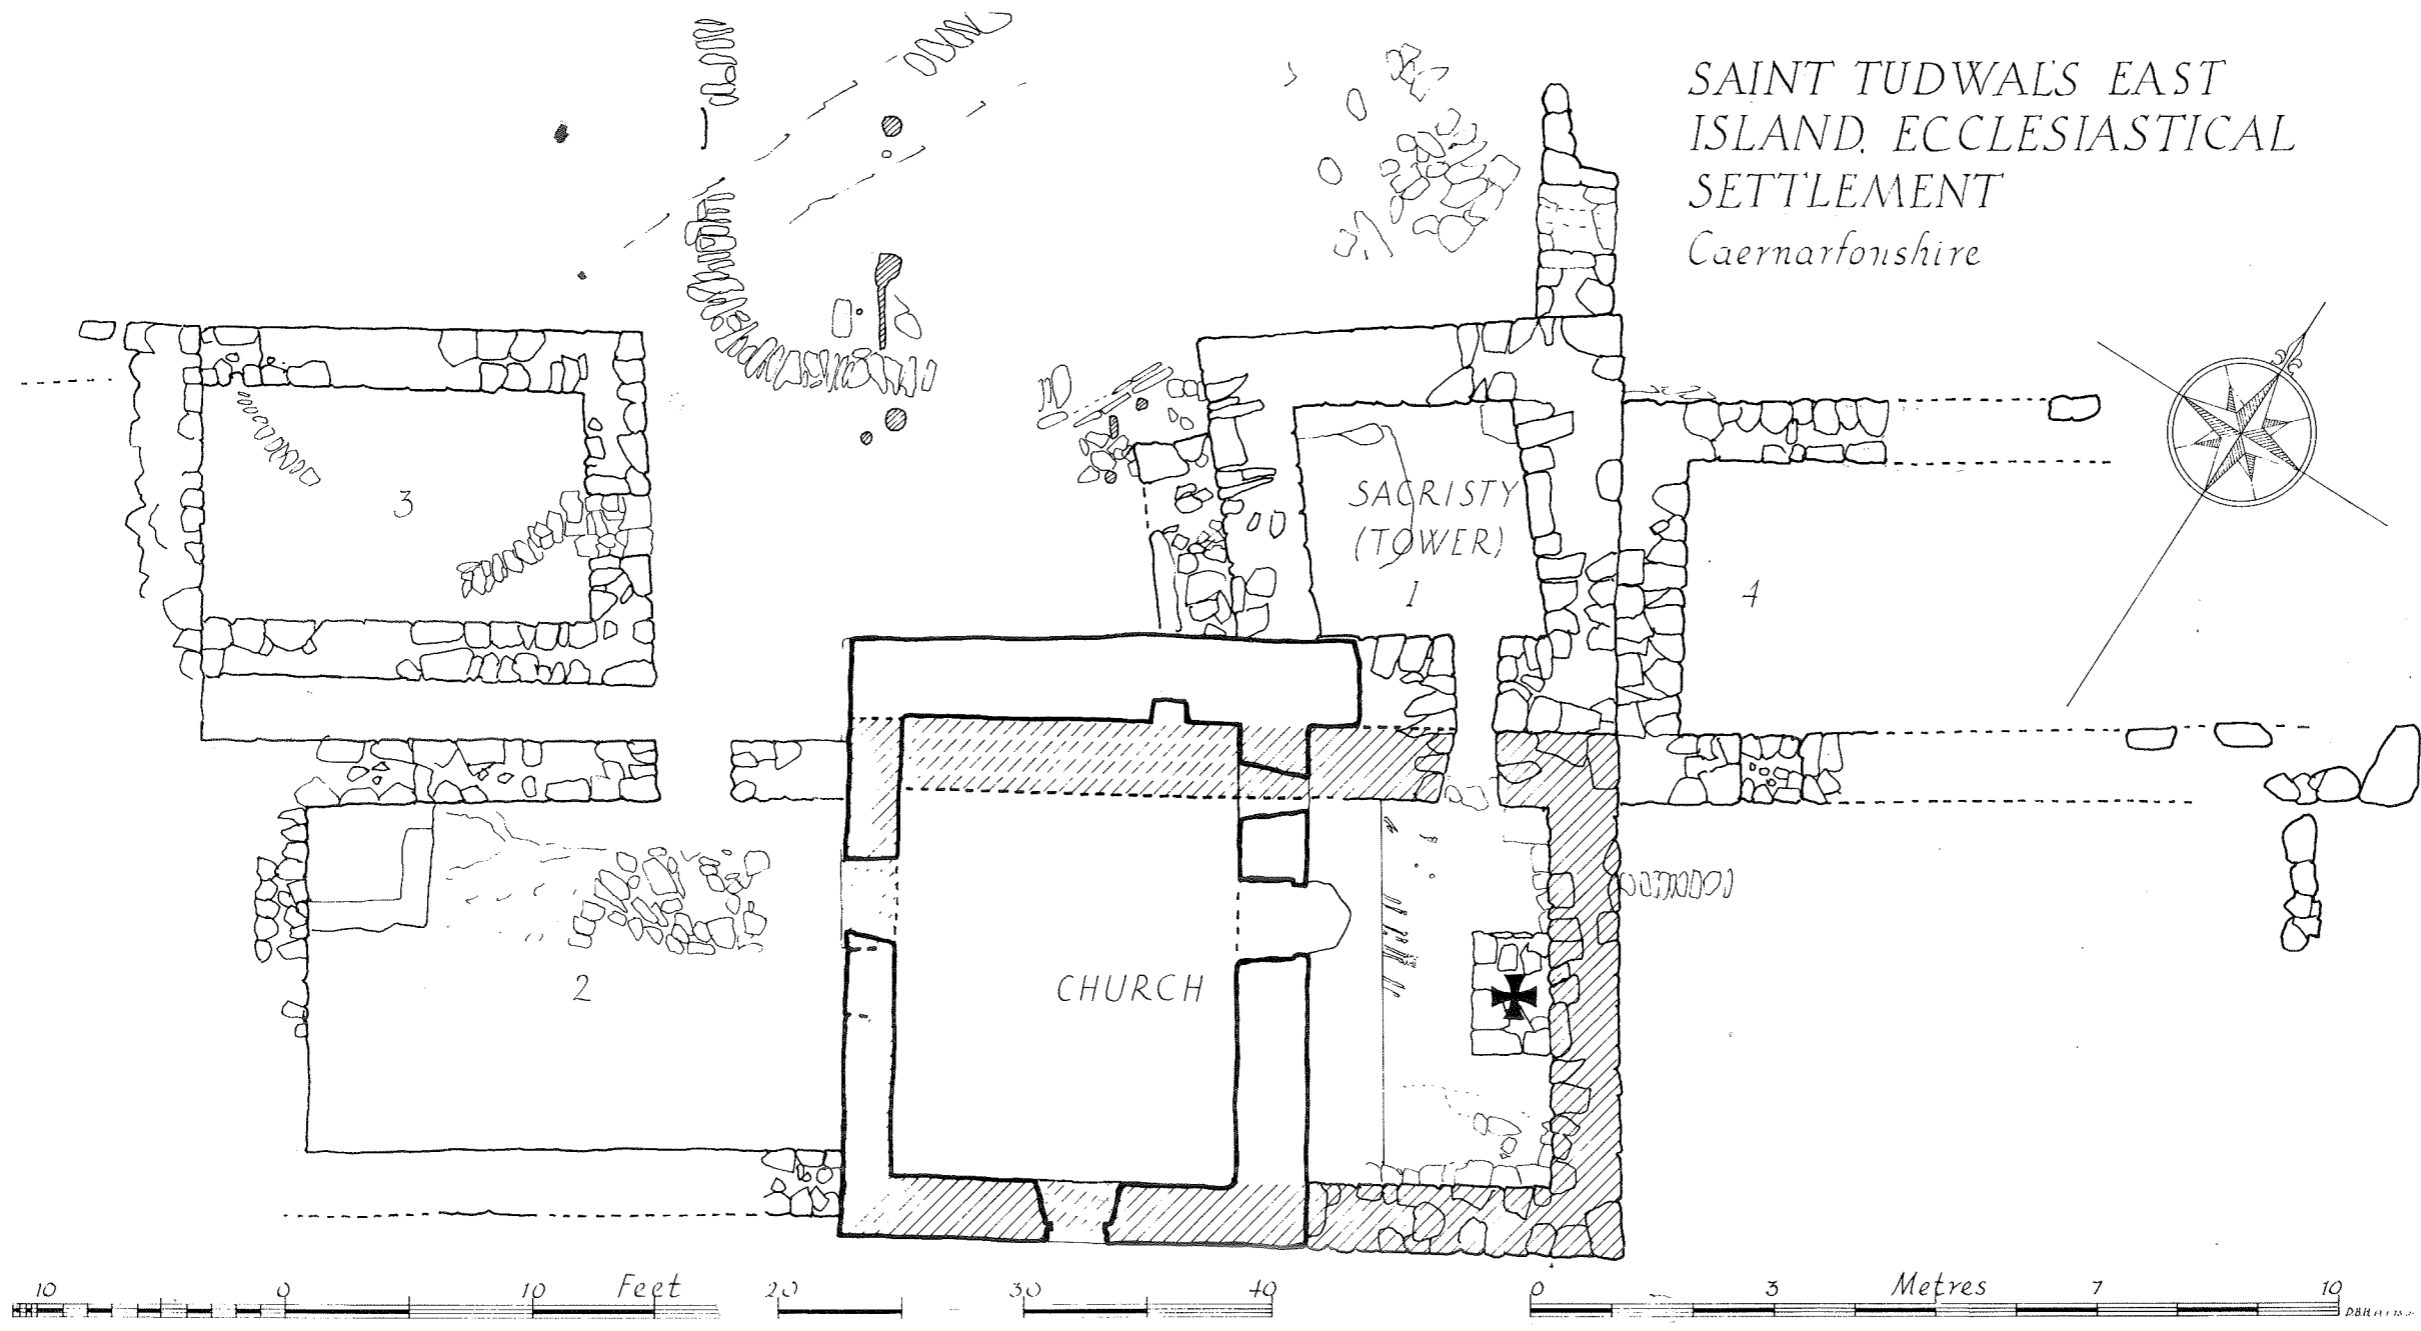 SAINT TUDWAL'S EAST
ISLAND, ECCLESIASTICAL
SETTLEMENT
Caernarfonshire
3
SACRISTY
(TOWER)
1
4
2
CHURCH
10 0 10 Feet 20 30 40
0 3 Metres 7 10